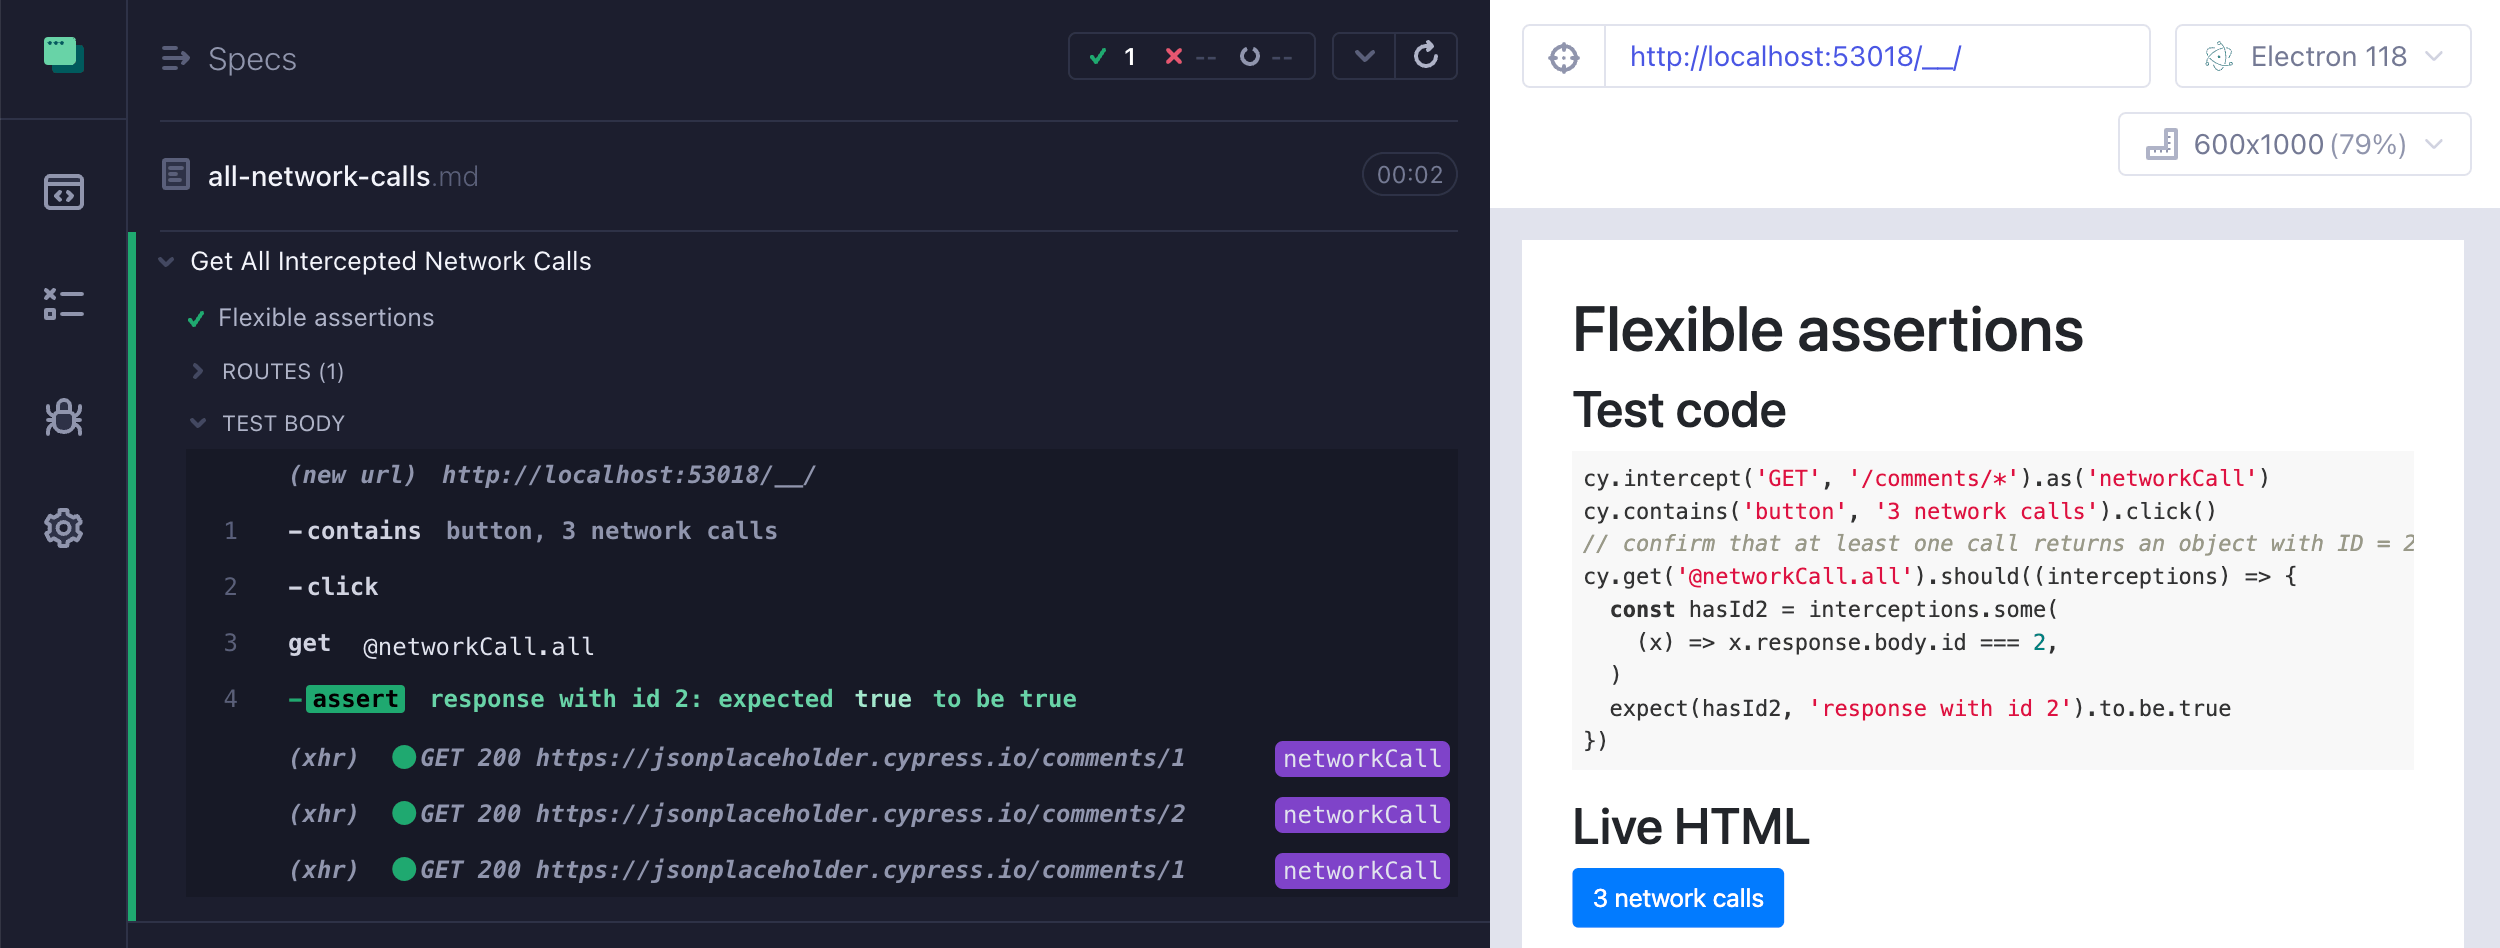 Specs
1 -- --
all-network-calls.md
00:02
Get All Intercepted Network Calls
Flexible assertions
ROUTES (1)
TEST BODY
(new url) http://localhost:53018/__/
1 -contains button, 3 network calls
2 -click
3 get @networkCall.all
4 -assert response with id 2: expected true to be true
(xhr) GET 200 https://jsonplaceholder.cypress.io/comments/1 networkCall
(xhr) GET 200 https://jsonplaceholder.cypress.io/comments/2 networkCall
(xhr) GET 200 https://jsonplaceholder.cypress.io/comments/1 networkCall
http://localhost:53018/__/
Electron 118
600x1000 (79%)
Flexible assertions
Test code
cy.intercept('GET', '/comments/*').as('networkCall')
cy.contains('button', '3 network calls').click()
// confirm that at least one call returns an object with ID = 2
cy.get('@networkCall.all').should((interceptions) => {
  const hasId2 = interceptions.some(
    (x) => x.response.body.id === 2,
  )
  expect(hasId2, 'response with id 2').to.be.true
})
Live HTML
3 network calls